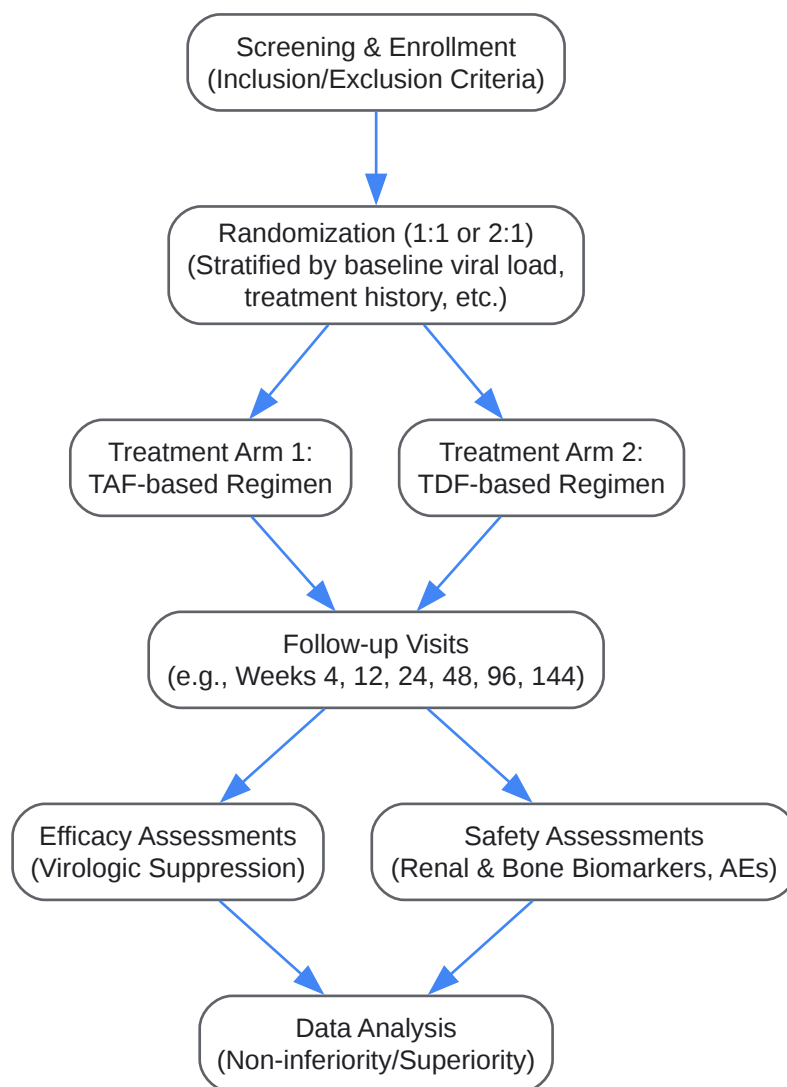 Screening & Enrollment
(Inclusion/Exclusion Criteria)
Randomization (1:1 or 2:1)
(Stratified by baseline viral load,
treatment history, etc.)
Treatment Arm 1:
TAF-based Regimen
Treatment Arm 2:
TDF-based Regimen
Follow-up Visits
(e.g., Weeks 4, 12, 24, 48, 96, 144)
Efficacy Assessments
(Virologic Suppression)
Safety Assessments
(Renal & Bone Biomarkers, AEs)
Data Analysis
(Non-inferiority/Superiority)